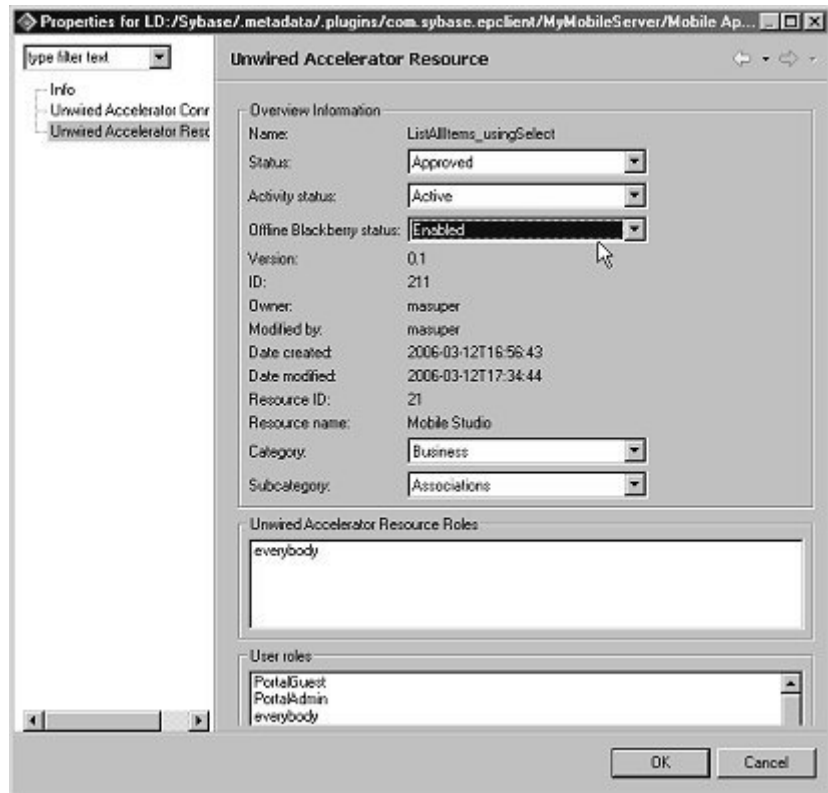 Properties for LD:/Sybase/.metadata/.plugins/com.sybase.epclient/MyMobileServer/Mobile Ap...
type filter text
Unwired Accelerator Resource
Info
Unwired Accelerator Conr
Unwired Accelerator Resc
Overview Information
Name: ListAllItems_usingSelect
Status: Approved
Activity status: Active
Offline Blackberry status: Enabled
Version: 0.1
ID: 211
Owner: masuper
Modified by: masuper
Date created: 2006-03-12T16:56:43
Date modified: 2006-03-12T17:34:44
Resource ID: 21
Resource name: Mobile Studio
Category: Business
Subcategory: Associations
Unwired Accelerator Resource Roles
everybody
User roles
PortalGuest
PortalAdmin
everybody
OK Cancel